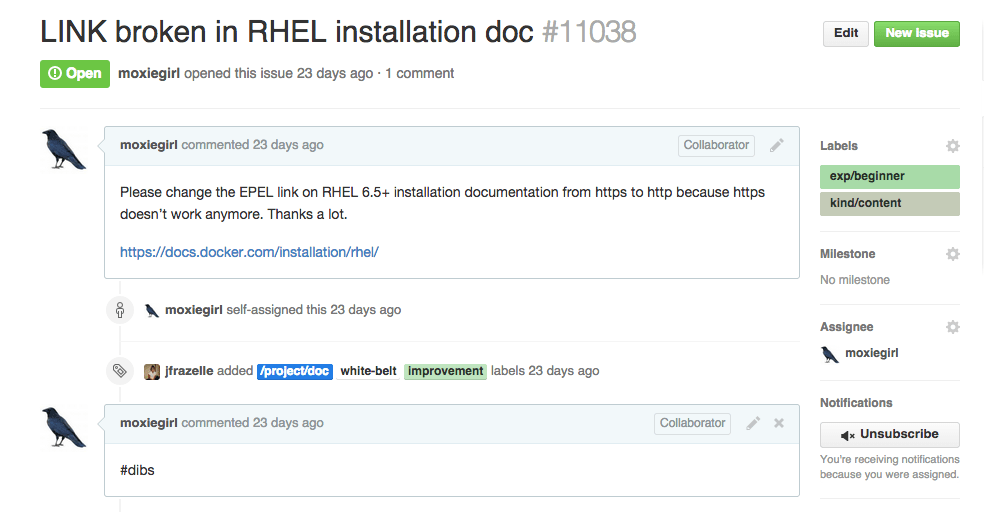 LINK broken in RHEL installation doc #11038
Edit
New Issue
Open
moxiegirl opened this issue 23 days ago · 1 comment
moxiegirl commented 23 days ago
Collaborator
Please change the EPEL link on RHEL 6.5+ installation documentation from https to http because https
doesn't work anymore. Thanks a lot.
https://docs.docker.com/installation/rhel/
moxiegirl self-assigned this 23 days ago
jfrazelle added /project/doc white-belt improvement labels 23 days ago
moxiegirl commented 23 days ago
Collaborator
#dibs
Labels
exp/beginner
kind/content
Milestone
No milestone
Assignee
moxiegirl
Notifications
Unsubscribe
You're receiving notifications
because you were assigned.